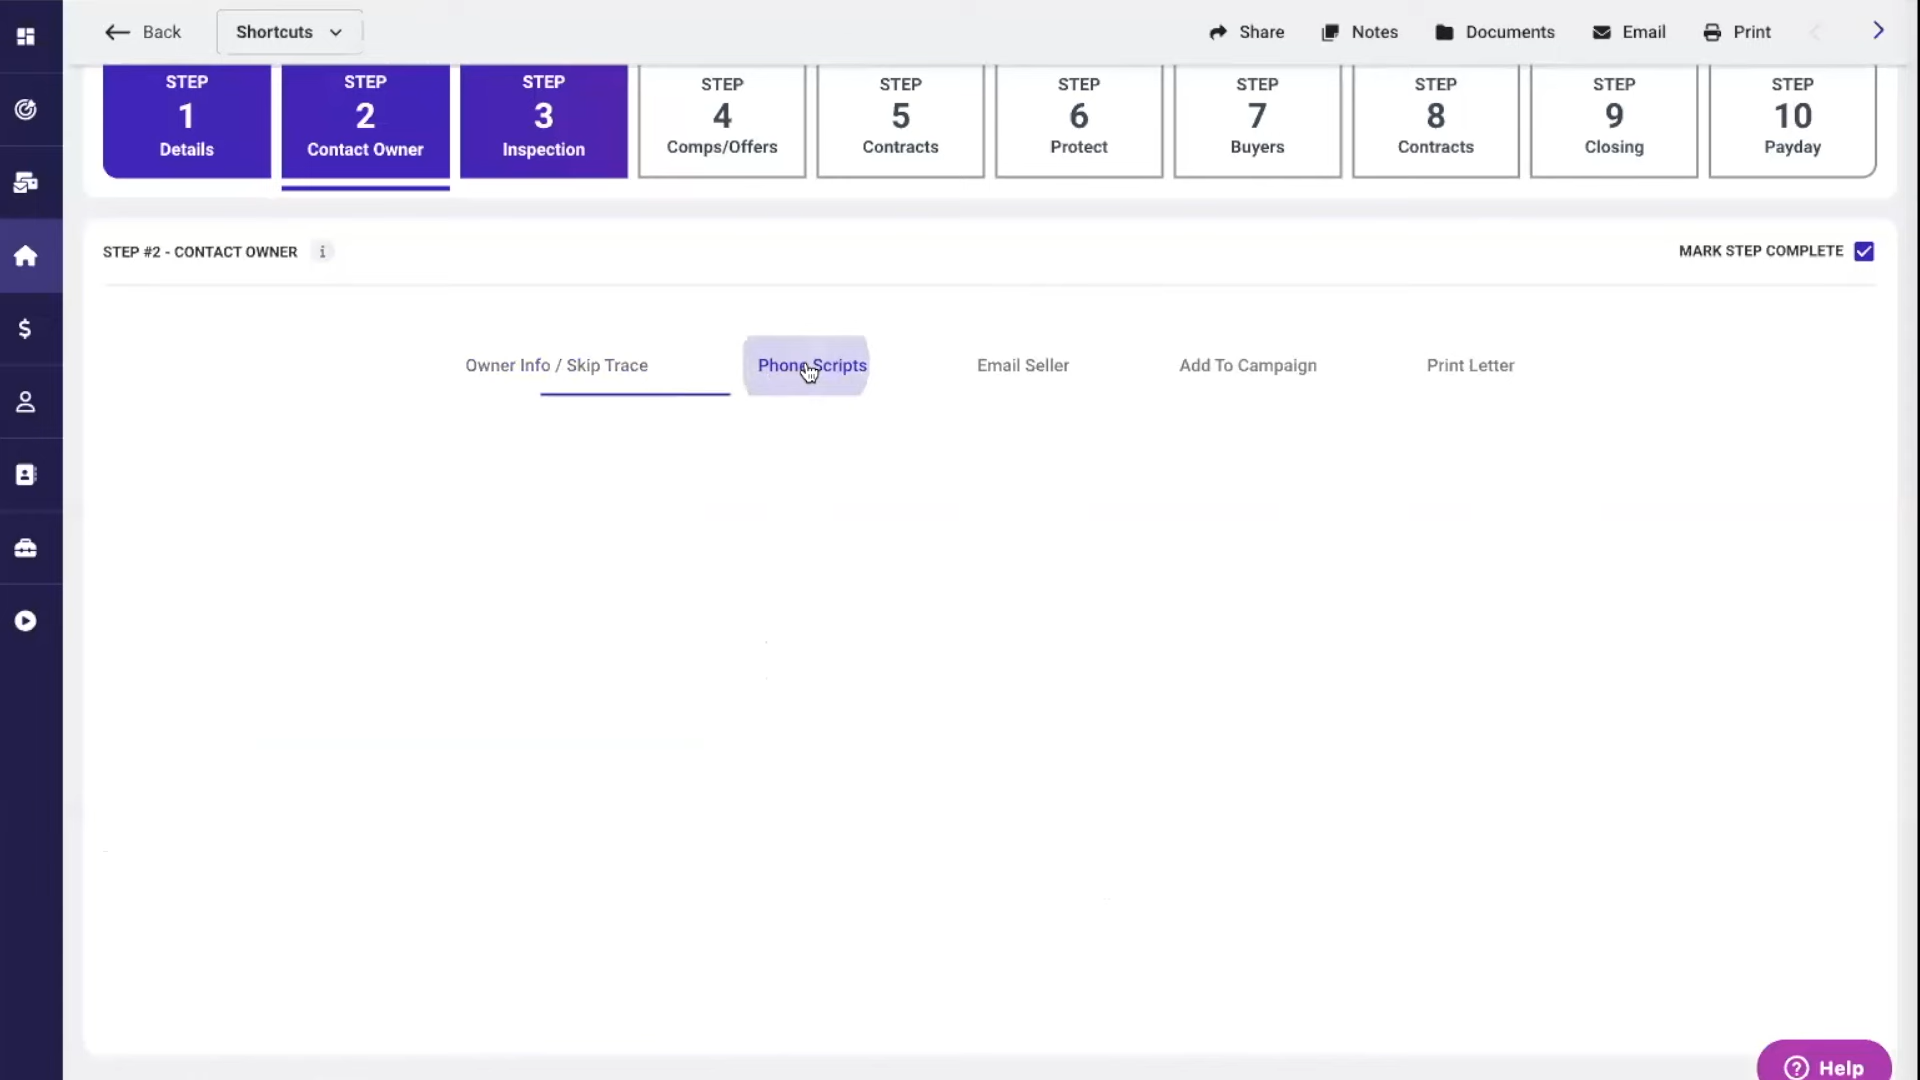 Back
Shortcuts
Share
Notes
Documents
Email
Print
STEP
1
Details
STEP
2
Contact Owner
STEP
3
Inspection
STEP
4
Comps/Offers
STEP
5
Contracts
STEP
6
Protect
STEP
7
Buyers
STEP
8
Contracts
STEP
9
Closing
STEP
10
Payday
STEP #2 - CONTACT OWNER
MARK STEP COMPLETE
Owner Info / Skip Trace
Phone Scripts
Email Seller
Add To Campaign
Print Letter
Help